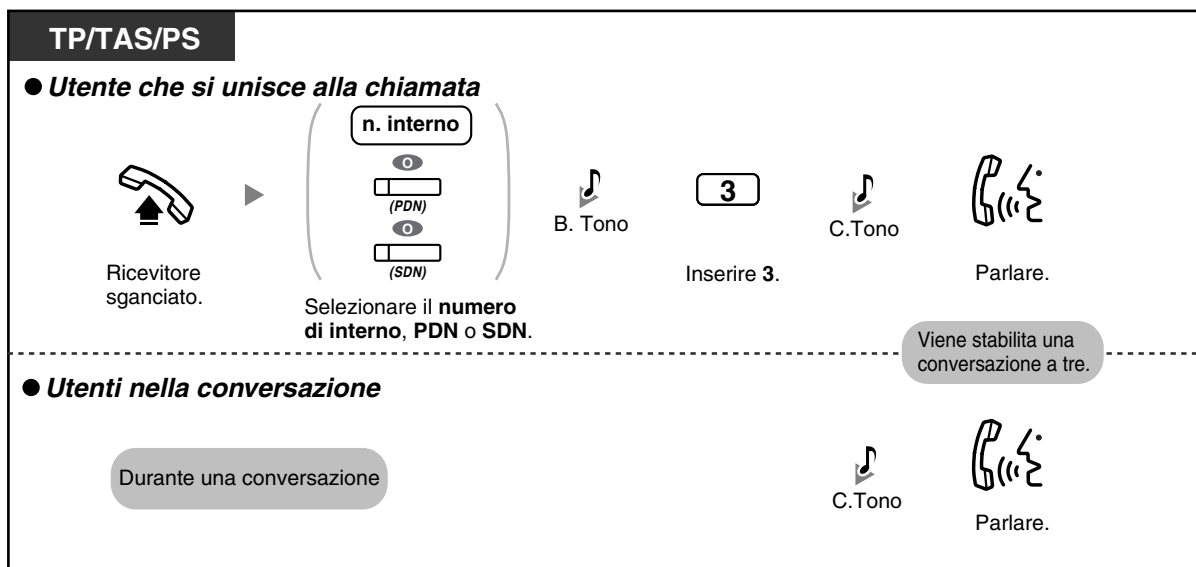 TP/TAS/PS
● Utente che si unisce alla chiamata
n. interno
O
(PDN)
O
(SDN)
B. Tono
3
C.Tono
Ricevitore
sganciato.
Selezionare il numero
di interno, PDN o SDN.
Inserire 3.
Parlare.
Viene stabilita una
conversazione a tre.
● Utenti nella conversazione
Durante una conversazione
C.Tono
Parlare.